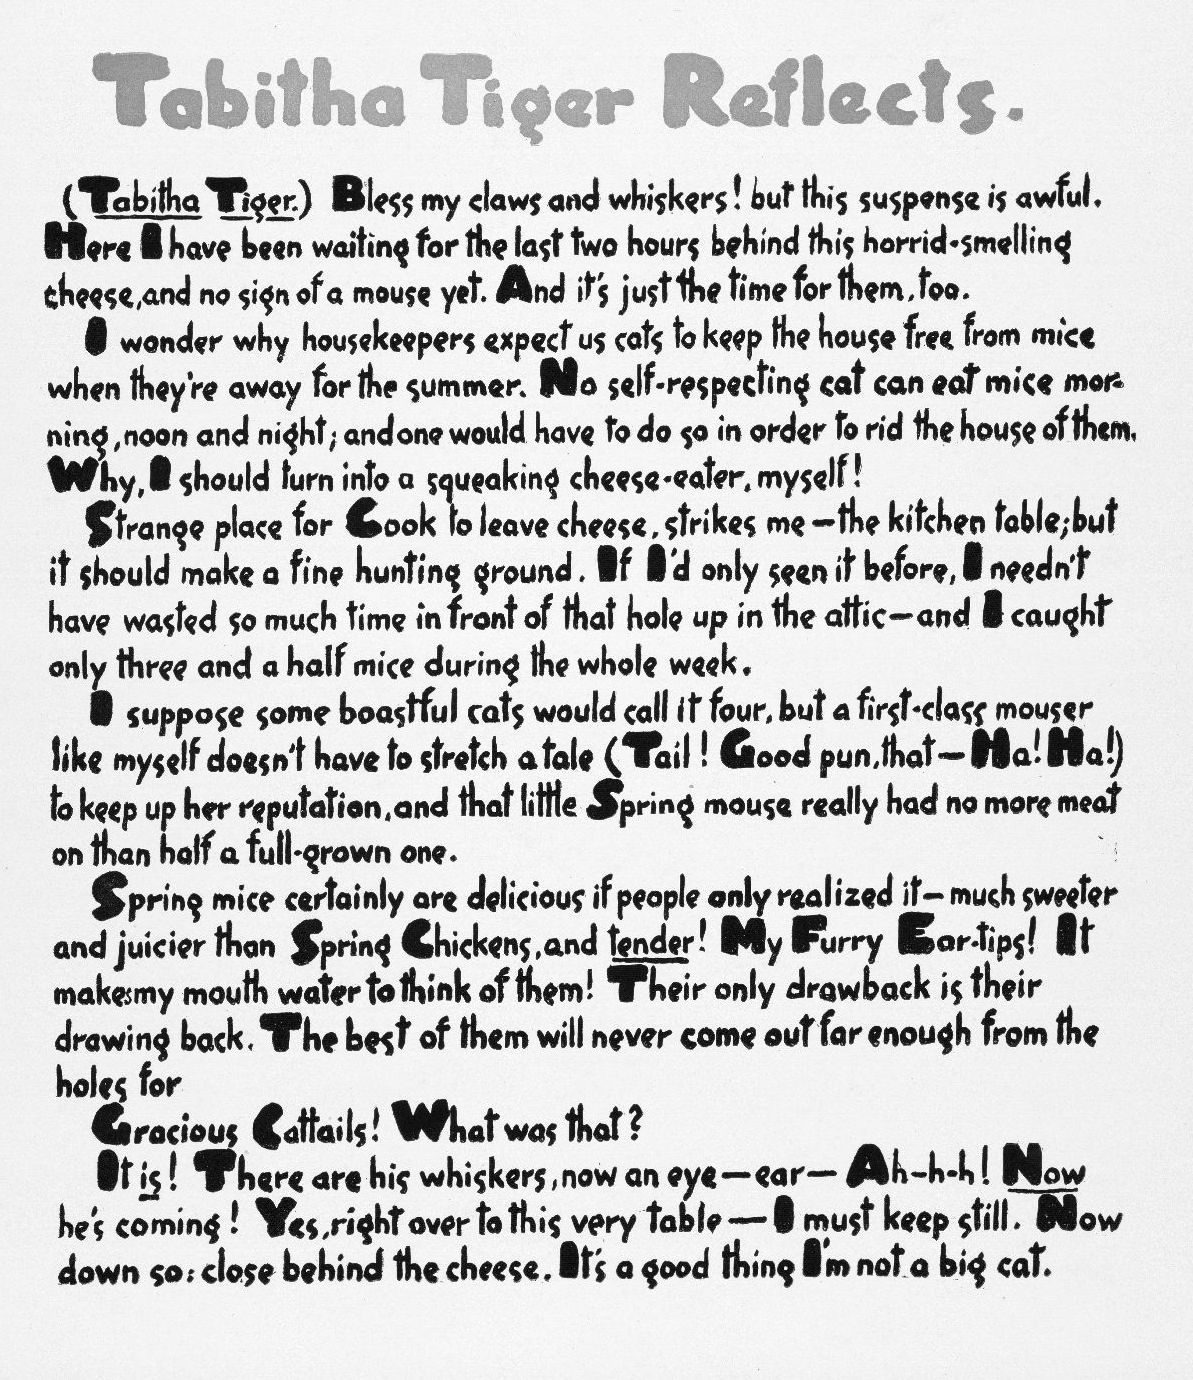 Tabitha Tiger Reflects.
(Tabitha Tiger.) Bless my claws and whiskers! but this suspense is awful.
Here I have been waiting for the last two hours behind this horrid-smelling
cheese, and no sign of a mouse yet. And it's just the time for them, too.
I wonder why housekeepers expect us cats to keep the house free from mice
when they're away for the summer. No self-respecting cat can eat mice mor-
ning, noon and night; and one would have to do so in order to rid the house of them.
Why, I should turn into a squeaking cheese-eater, myself!
Strange place for Cook to leave cheese, strikes me—the kitchen table; but
it should make a fine hunting ground. If I'd only seen it before, I needn't
have wasted so much time in front of that hole up in the attic—and I caught
only three and a half mice during the whole week.
I suppose some boastful cats would call it four, but a first-class mouser
like myself doesn't have to stretch a tale (Tail! Good pun, that—Ha! Ha!)
to keep up her reputation, and that little Spring mouse really had no more meat
on than half a full-grown one.
Spring mice certainly are delicious if people only realized it—much sweeter
and juicier than Spring Chickens, and tender! My Furry Ear-tips! It
makes my mouth water to think of them! Their only drawback is their
drawing back. The best of them will never come out far enough from the
holes for
Gracious Cattails! What was that?
It is! There are his whiskers, now an eye—ear—Ah-h-h! Now
he's coming! Yes, right over to this very table—I must keep still. Now
down so: close behind the cheese. It's a good thing I'm not a big cat.